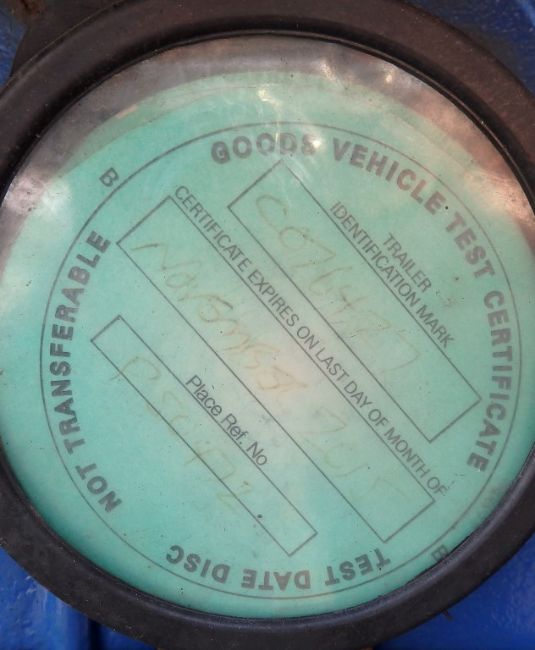 GOODS VEHICLE TEST CERTIFICATE
TRAILER
IDENTIFICATION MARK
CERTIFICATE EXPIRES ON LAST DAY OF MONTH OF
2015
Place Ref. No
TEST DATE DISC
NOT TRANSFERABLE
B
B